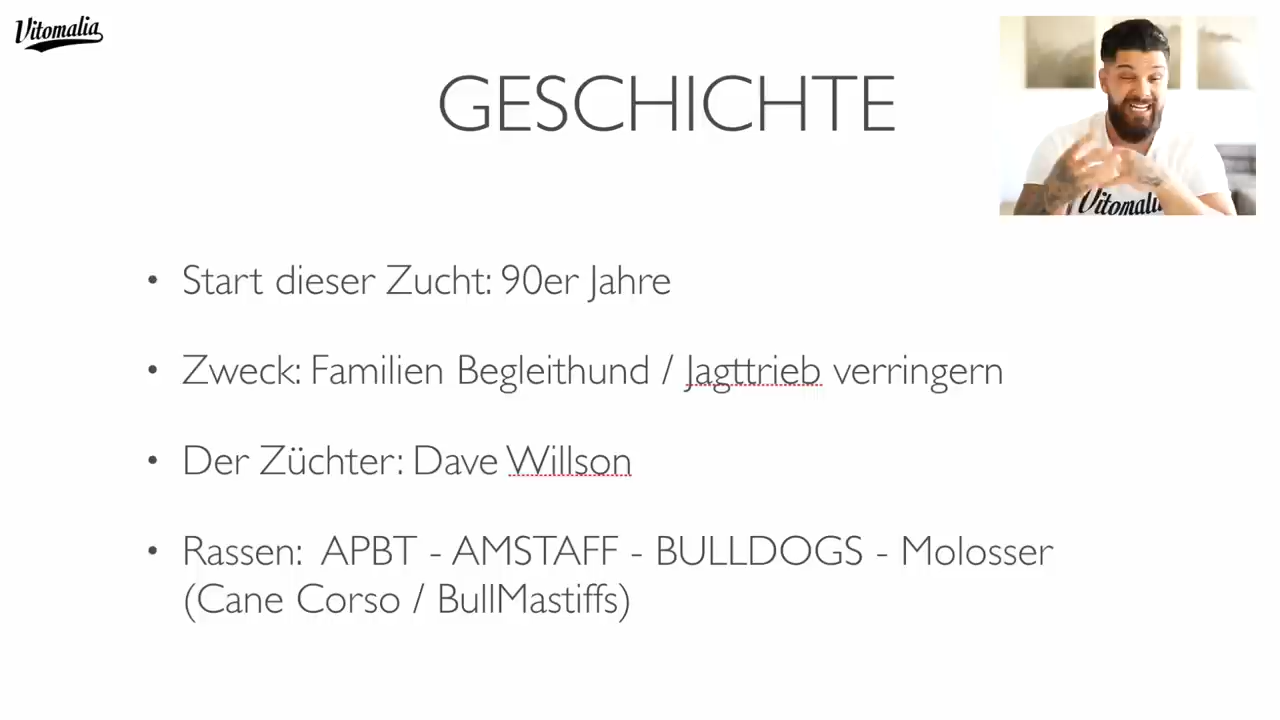 Vitomalia
GESCHICHTE
Vitomalia
• Start dieser Zucht: 90er Jahre
• Zweck: Familien Begleithund / Jagttrieb verringern
• Der Züchter: Dave Willson
• Rassen: APBT - AMSTAFF - BULLDOGS - Molosser
(Cane Corso / BullMastiffs)